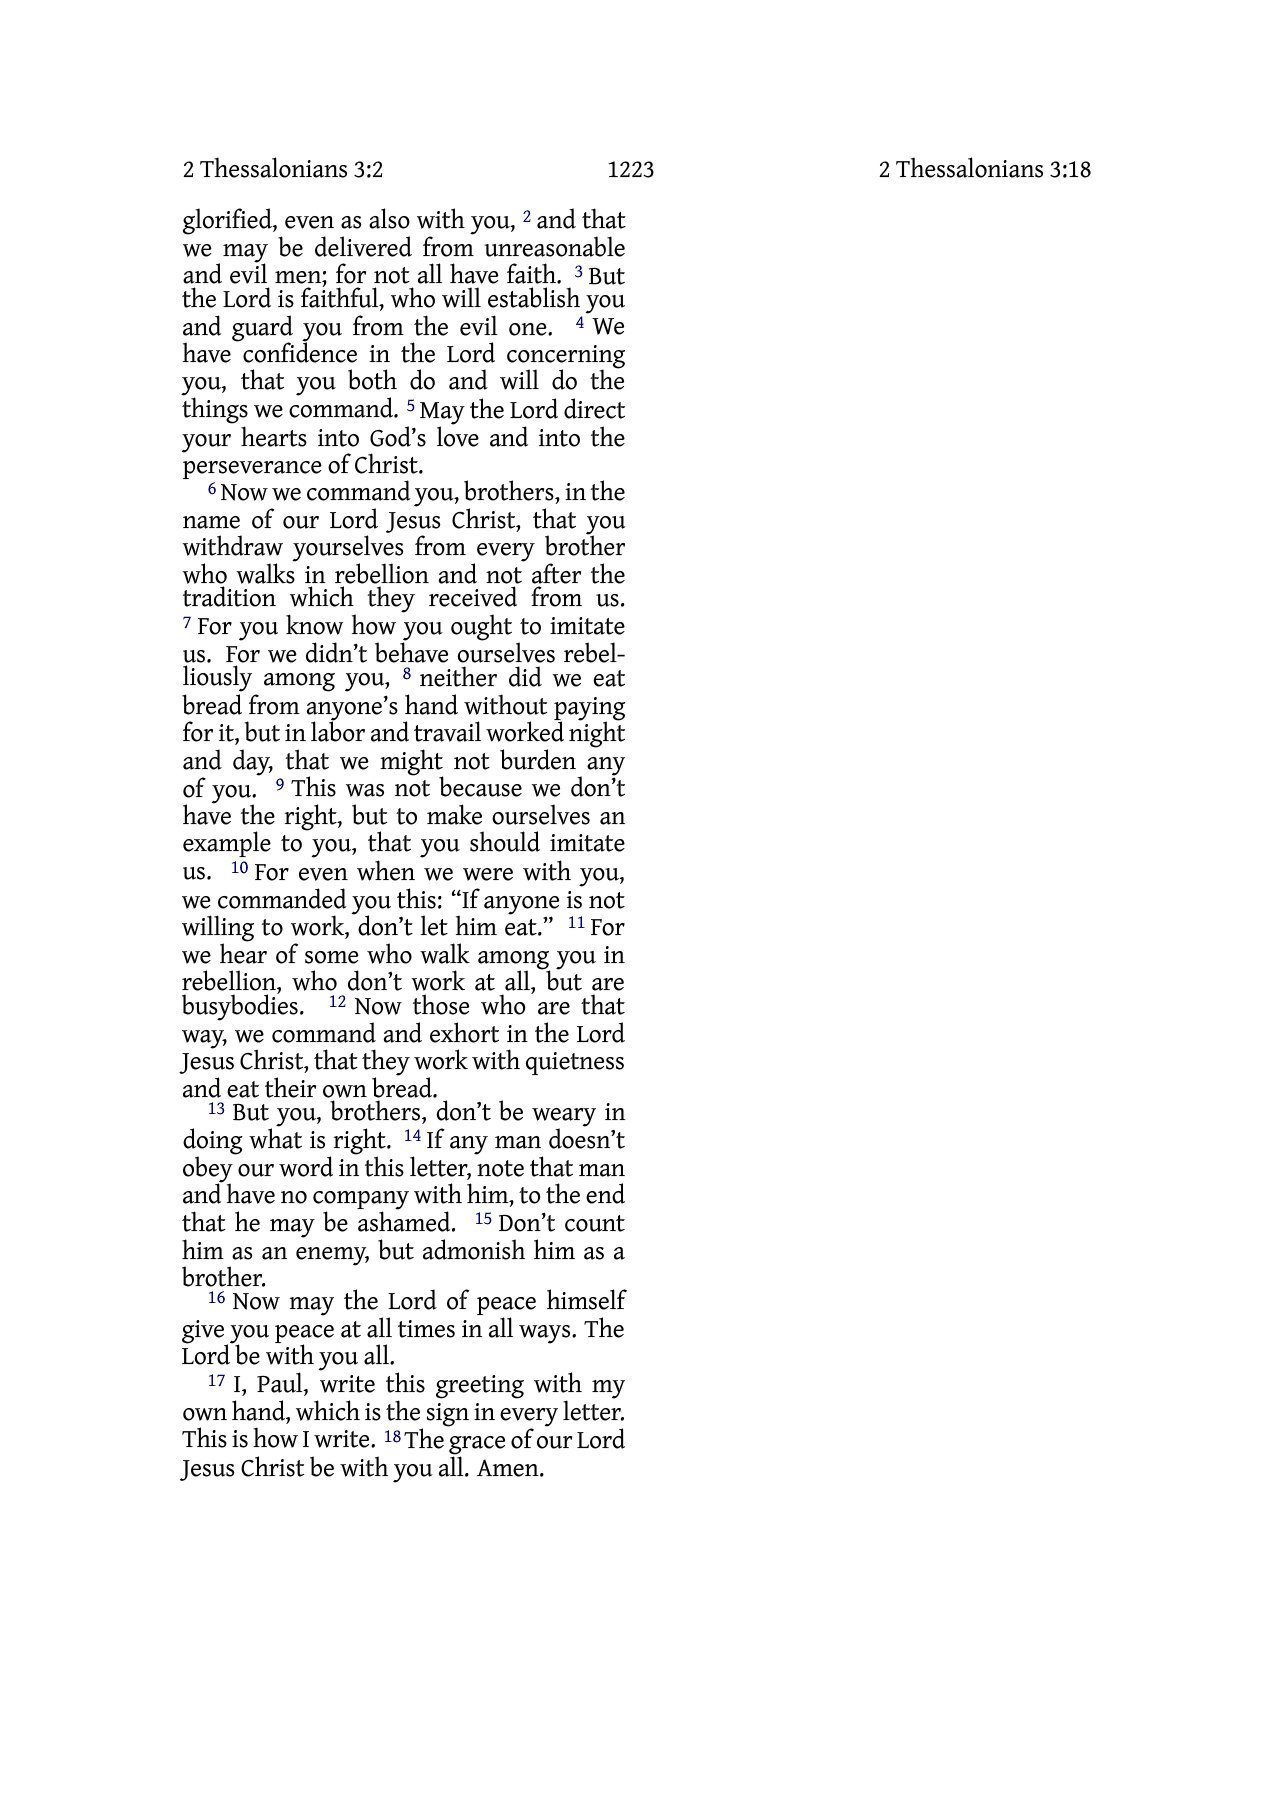 2 Thessalonians 3:2 1223 2 Thessalonians 3:18
glorified, even as also with you, 2 and that
we may be delivered from unreasonable
and evil men; for not all have faith. 3 But
the Lord is faithful, who will establish you
and guard you from the evil one. 4 We
have confidence in the Lord concerning
you, that you both do and will do the
things we command. 5 May the Lord direct
your hearts into God’s love and into the
perseverance of Christ.
6 Now we command you, brothers, in the
name of our Lord Jesus Christ, that you
withdraw yourselves from every brother
who walks in rebellion and not after the
tradition which they received from us.
7 For you know how you ought to imitate
us. For we didn’t behave ourselves rebel-
liously among you, 8 neither did we eat
bread from anyone’s hand without paying
for it, but in labor and travail worked night
and day, that we might not burden any
of you. 9 This was not because we don’t
have the right, but to make ourselves an
example to you, that you should imitate
us. 10 For even when we were with you,
we commanded you this: “If anyone is not
willing to work, don’t let him eat.” 11 For
we hear of some who walk among you in
rebellion, who don’t work at all, but are
busybodies. 12 Now those who are that
way, we command and exhort in the Lord
Jesus Christ, that they work with quietness
and eat their own bread.
13 But you, brothers, don’t be weary in
doing what is right. 14 If any man doesn’t
obey our word in this letter, note that man
and have no company with him, to the end
that he may be ashamed. 15 Don’t count
him as an enemy, but admonish him as a
brother.
16 Now may the Lord of peace himself
give you peace at all times in all ways. The
Lord be with you all.
17 I, Paul, write this greeting with my
own hand, which is the sign in every letter.
This is how I write. 18 The grace of our Lord
Jesus Christ be with you all. Amen.